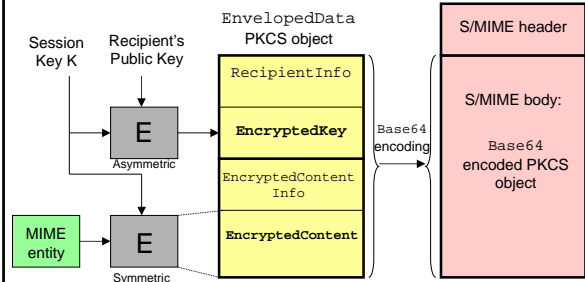 Session
Key K
Recipient's
Public Key
EnvelopedData
PKCS object
RecipientInfo
EncryptedKey
EncryptedContent
Info
EncryptedContent
E
Asymmetric
MIME
entity
E
Symmetric
Base64
encoding
S/MIME header
S/MIME body:
Base64
encoded PKCS
object